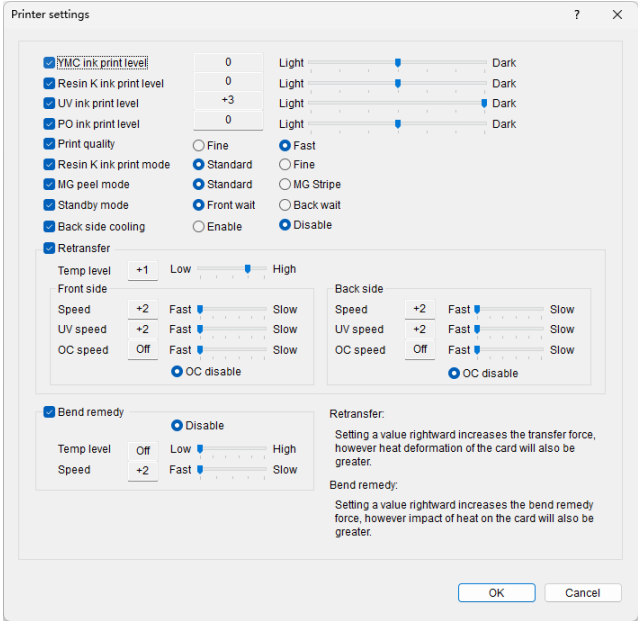 Printer settings ? ×
YMC ink print level 0 Light Dark
Resin K ink print level 0 Light Dark
UV ink print level +3 Light Dark
PO ink print level 0 Light Dark
Print quality Fine Fast
Resin K ink print mode Standard Fine
MG peel mode Standard MG Stripe
Standby mode Front wait Back wait
Back side cooling Enable Disable
Retransfer
Temp level +1 Low High
Front side
Speed +2 Fast Slow
UV speed +2 Fast Slow
OC speed Off Fast Slow
OC disable
Back side
Speed +2 Fast Slow
UV speed +2 Fast Slow
OC speed Off Fast Slow
OC disable
Bend remedy
Disable
Temp level Off Low High
Speed +2 Fast Slow
Retransfer:
Setting a value rightward increases the transfer force,
however heat deformation of the card will also be
greater.
Bend remedy:
Setting a value rightward increases the bend remedy
force, however impact of heat on the card will also be
greater.
OK Cancel